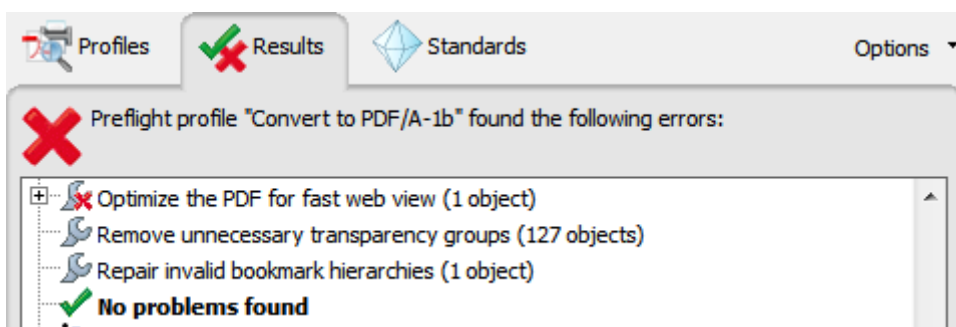 Profiles Results Standards Options
Preflight profile "Convert to PDF/A-1b" found the following errors:
Optimize the PDF for fast web view (1 object)
Remove unnecessary transparency groups (127 objects)
Repair invalid bookmark hierarchies (1 object)
No problems found